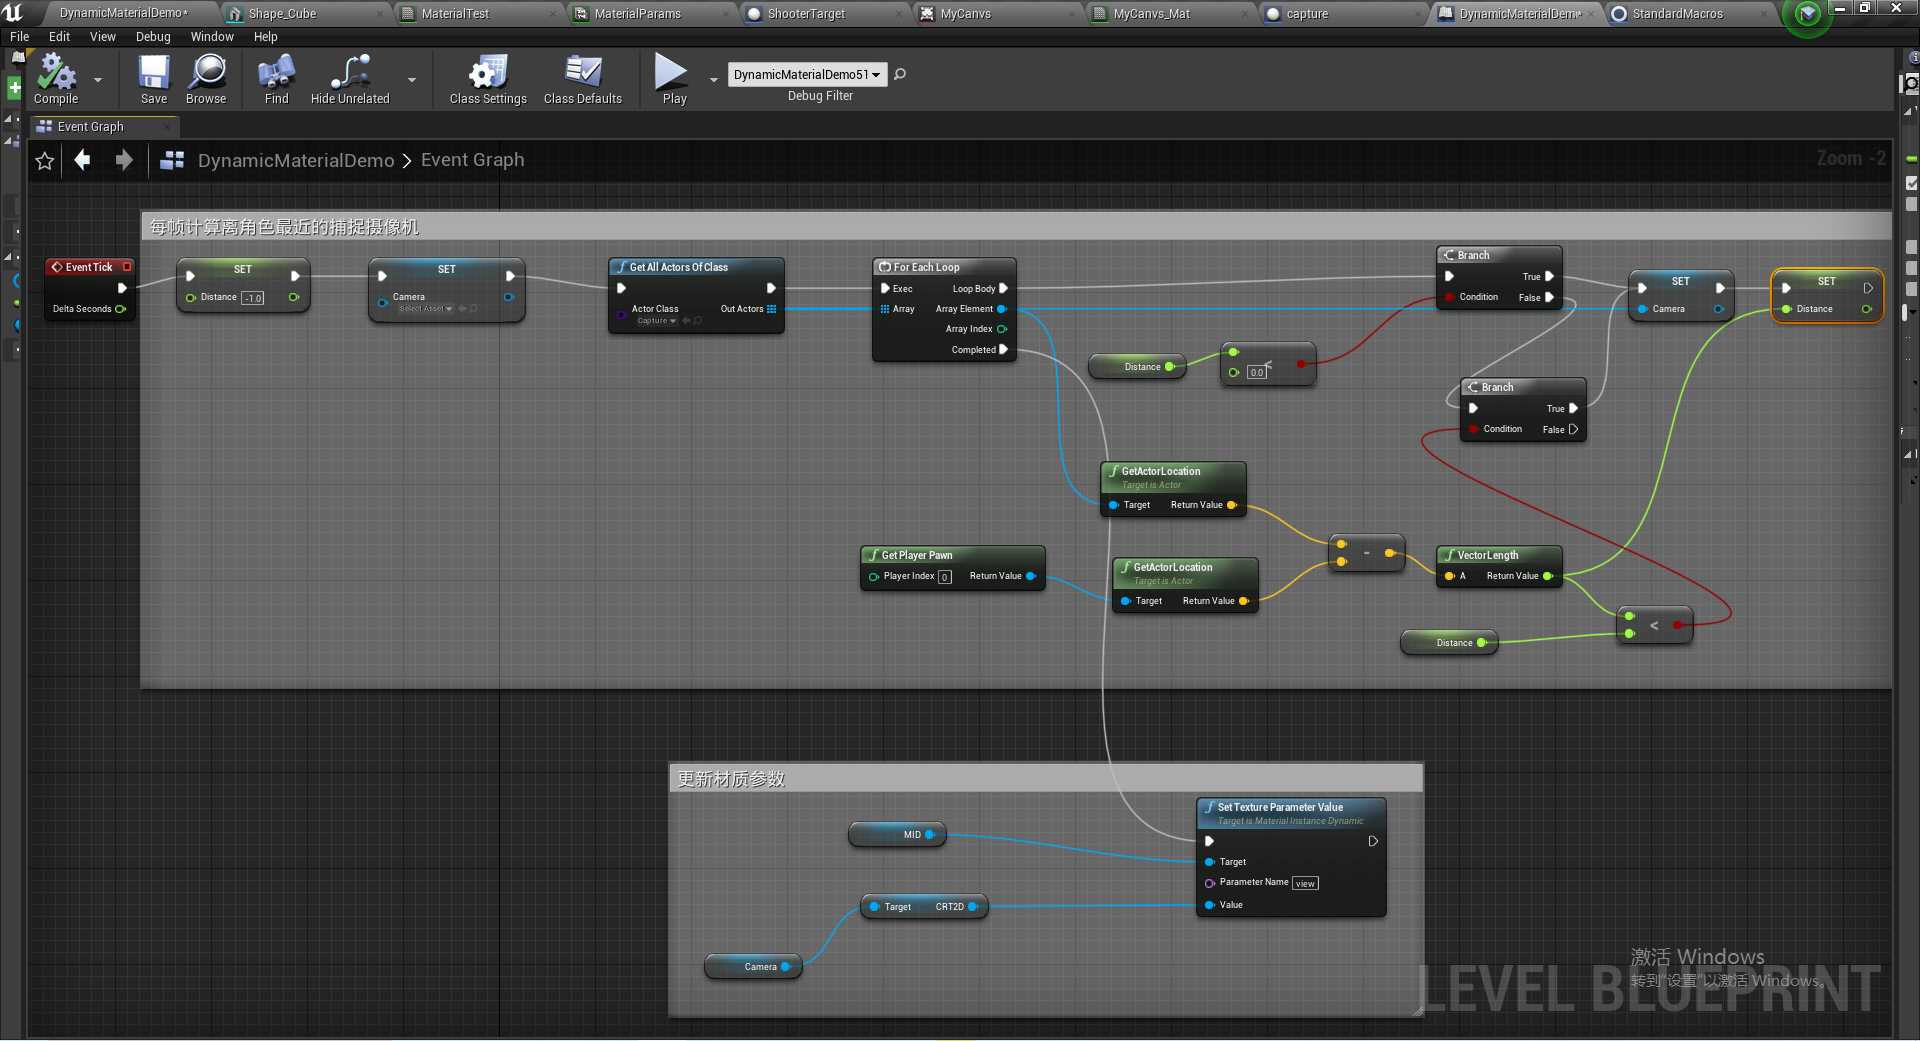 DynamicMaterialDemo*
Shape_Cube
MaterialTest
MaterialParams
ShooterTarget
MyCanvs
MyCanvs_Mat
capture
DynamicMaterialDem*
StandardMacros
File Edit View Debug Window Help
Compile
Save
Browse
Find
Hide Unrelated
Class Settings
Class Defaults
Play
DynamicMaterialDemo51
Debug Filter
Event Graph
DynamicMaterialDemo > Event Graph
Zoom -2
每帧计算离角色最近的捕捉摄像机
Event Tick
Delta Seconds
SET
Distance -1.0
SET
Camera
Select Asset
Get All Actors Of Class
Actor Class
Capture
Out Actors
For Each Loop
Exec
Loop Body
Array
Array Element
Array Index
Completed
Distance
0.0
<
Branch
True
Condition
False
SET
Camera
SET
Distance
Branch
True
Condition
False
GetActorLocation
Target is Actor
Target
Return Value
Get Player Pawn
Player Index 0
Return Value
GetActorLocation
Target is Actor
Target
Return Value
-
VectorLength
A
Return Value
Distance
<
更新材质参数
MID
Target
CRT2D
Camera
Set Texture Parameter Value
Target is Material Instance Dynamic
Target
Parameter Name view
Value
激活 Windows
转到"设置"以激活 Windows。
LEVEL BLUEPRINT